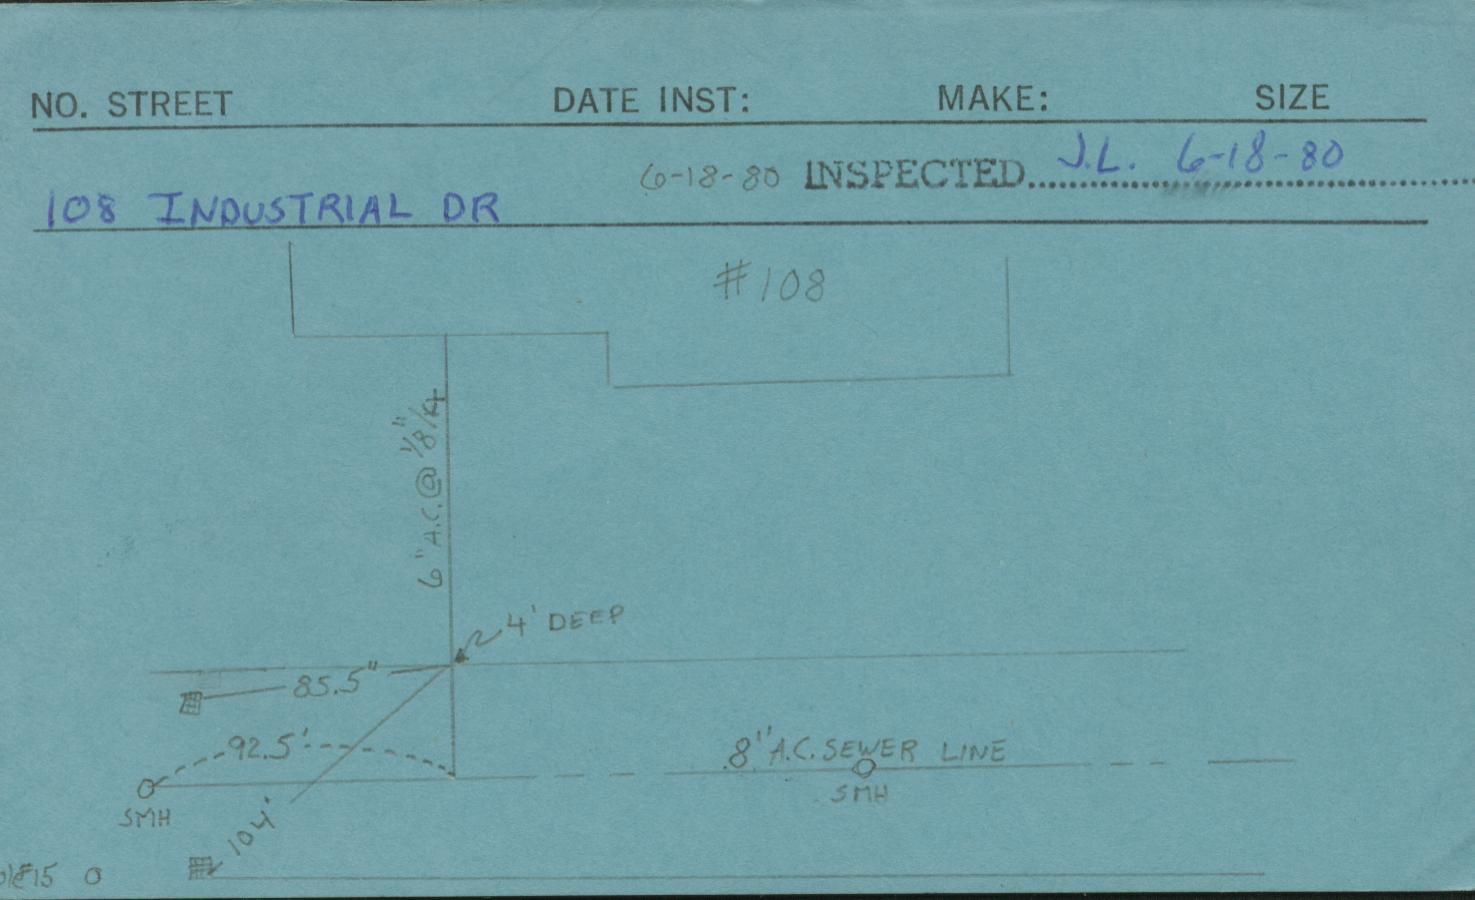 NO. STREET DATE INST: MAKE: SIZE
6-18-80 INSPECTED J.L. 6-18-80
108 INDUSTRIAL DR
#108
6" A.C. @ 1/8"/ft
4' DEEP
85.5"
92.5'
8" A.C. SEWER LINE
SMH
SMH
104'
#15